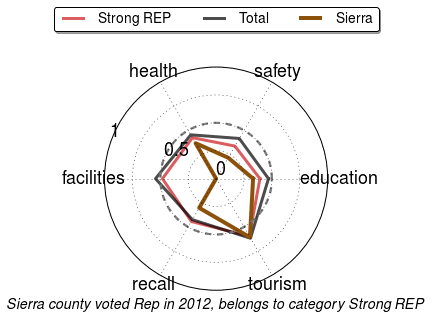 Strong REP Total Sierra
health safety
1
0.5
0
facilities education
recall tourism
Sierra county voted Rep in 2012, belongs to category Strong REP